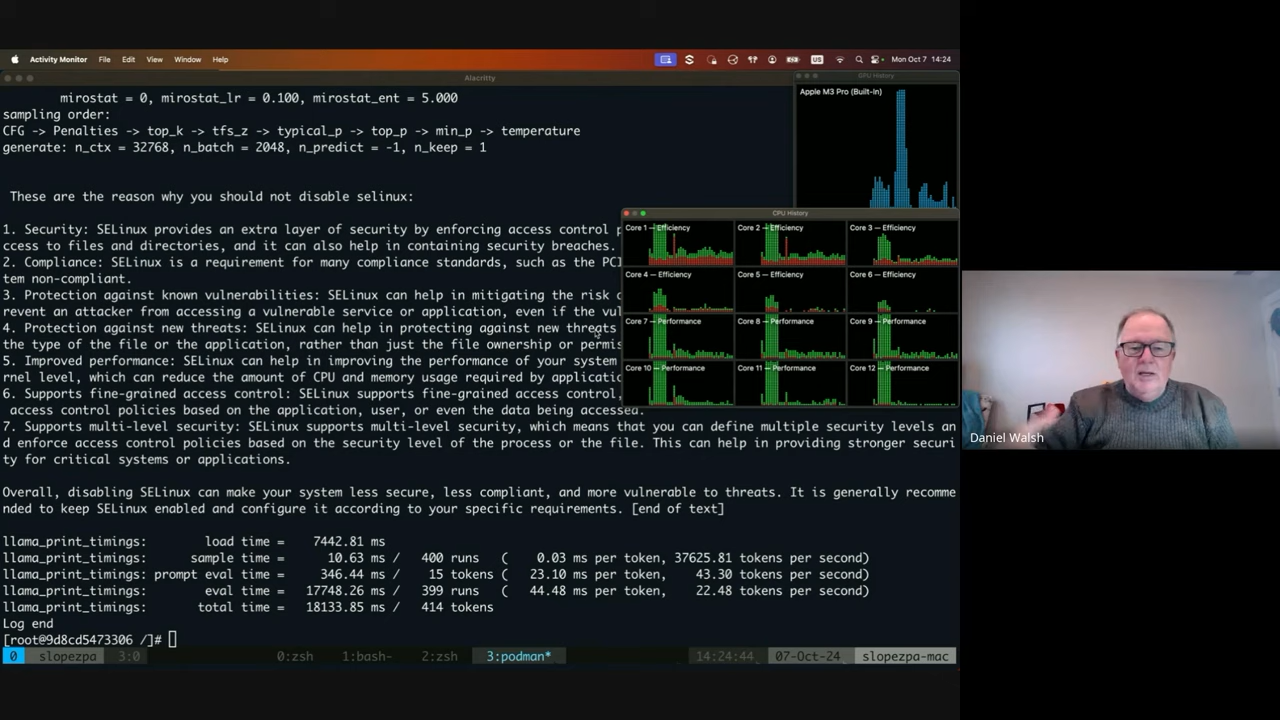 Activity Monitor File Edit View Window Help
US Mon Oct 7 14:24
Alacritty
GPU History
Apple M3 Pro (Built-In)
mirostat = 0, mirostat_lr = 0.100, mirostat_ent = 5.000
sampling order:
CFG -> Penalties -> top_k -> tfs_z -> typical_p -> top_p -> min_p -> temperature
generate: n_ctx = 32768, n_batch = 2048, n_predict = -1, n_keep = 1
These are the reason why you should not disable selinux:
1. Security: SELinux provides an extra layer of security by enforcing access control p
ccess to files and directories, and it can also help in containing security breaches.
2. Compliance: SELinux is a requirement for many compliance standards, such as the PCI
tem non-compliant.
3. Protection against known vulnerabilities: SELinux can help in mitigating the risk o
revent an attacker from accessing a vulnerable service or application, even if the vul
4. Protection against new threats: SELinux can help in protecting against new threats
the type of the file or the application, rather than just the file ownership or permis
5. Improved performance: SELinux can help in improving the performance of your system
rnel level, which can reduce the amount of CPU and memory usage required by applicatio
6. Supports fine-grained access control: SELinux supports fine-grained access control,
access control policies based on the application, user, or even the data being accessed.
7. Supports multi-level security: SELinux supports multi-level security, which means that you can define multiple security levels an
d enforce access control policies based on the security level of the process or the file. This can help in providing stronger securi
ty for critical systems or applications.
Overall, disabling SELinux can make your system less secure, less compliant, and more vulnerable to threats. It is generally recomme
nded to keep SELinux enabled and configure it according to your specific requirements. [end of text]
llama_print_timings: load time = 7442.81 ms
llama_print_timings: sample time = 10.63 ms / 400 runs ( 0.03 ms per token, 37625.81 tokens per second)
llama_print_timings: prompt eval time = 346.44 ms / 15 tokens ( 23.10 ms per token, 43.30 tokens per second)
llama_print_timings: eval time = 17748.26 ms / 399 runs ( 44.48 ms per token, 22.48 tokens per second)
llama_print_timings: total time = 18133.85 ms / 414 tokens
Log end
[root@9d8cd5473306 /]#
0 slopezpa 3:0 0:zsh 1:bash- 2:zsh 3:podman* 14:24:44 07-Oct-24 slopezpa-mac
CPU History
Core 1 — Efficiency Core 2 — Efficiency Core 3 — Efficiency
Core 4 — Efficiency Core 5 — Efficiency Core 6 — Efficiency
Core 7 — Performance Core 8 — Performance Core 9 — Performance
Core 10 — Performance Core 11 — Performance Core 12 — Performance
Daniel Walsh